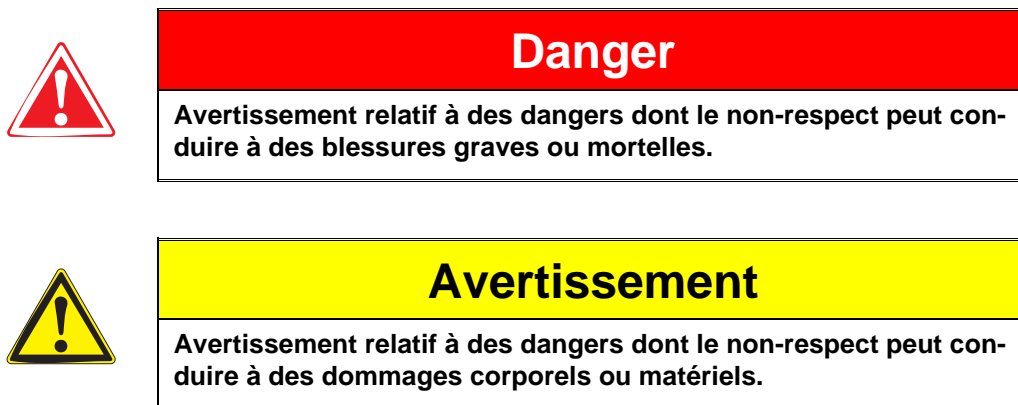 Danger
Avertissement relatif à des dangers dont le non-respect peut con-
duire à des blessures graves ou mortelles.
Avertissement
Avertissement relatif à des dangers dont le non-respect peut con-
duire à des dommages corporels ou matériels.